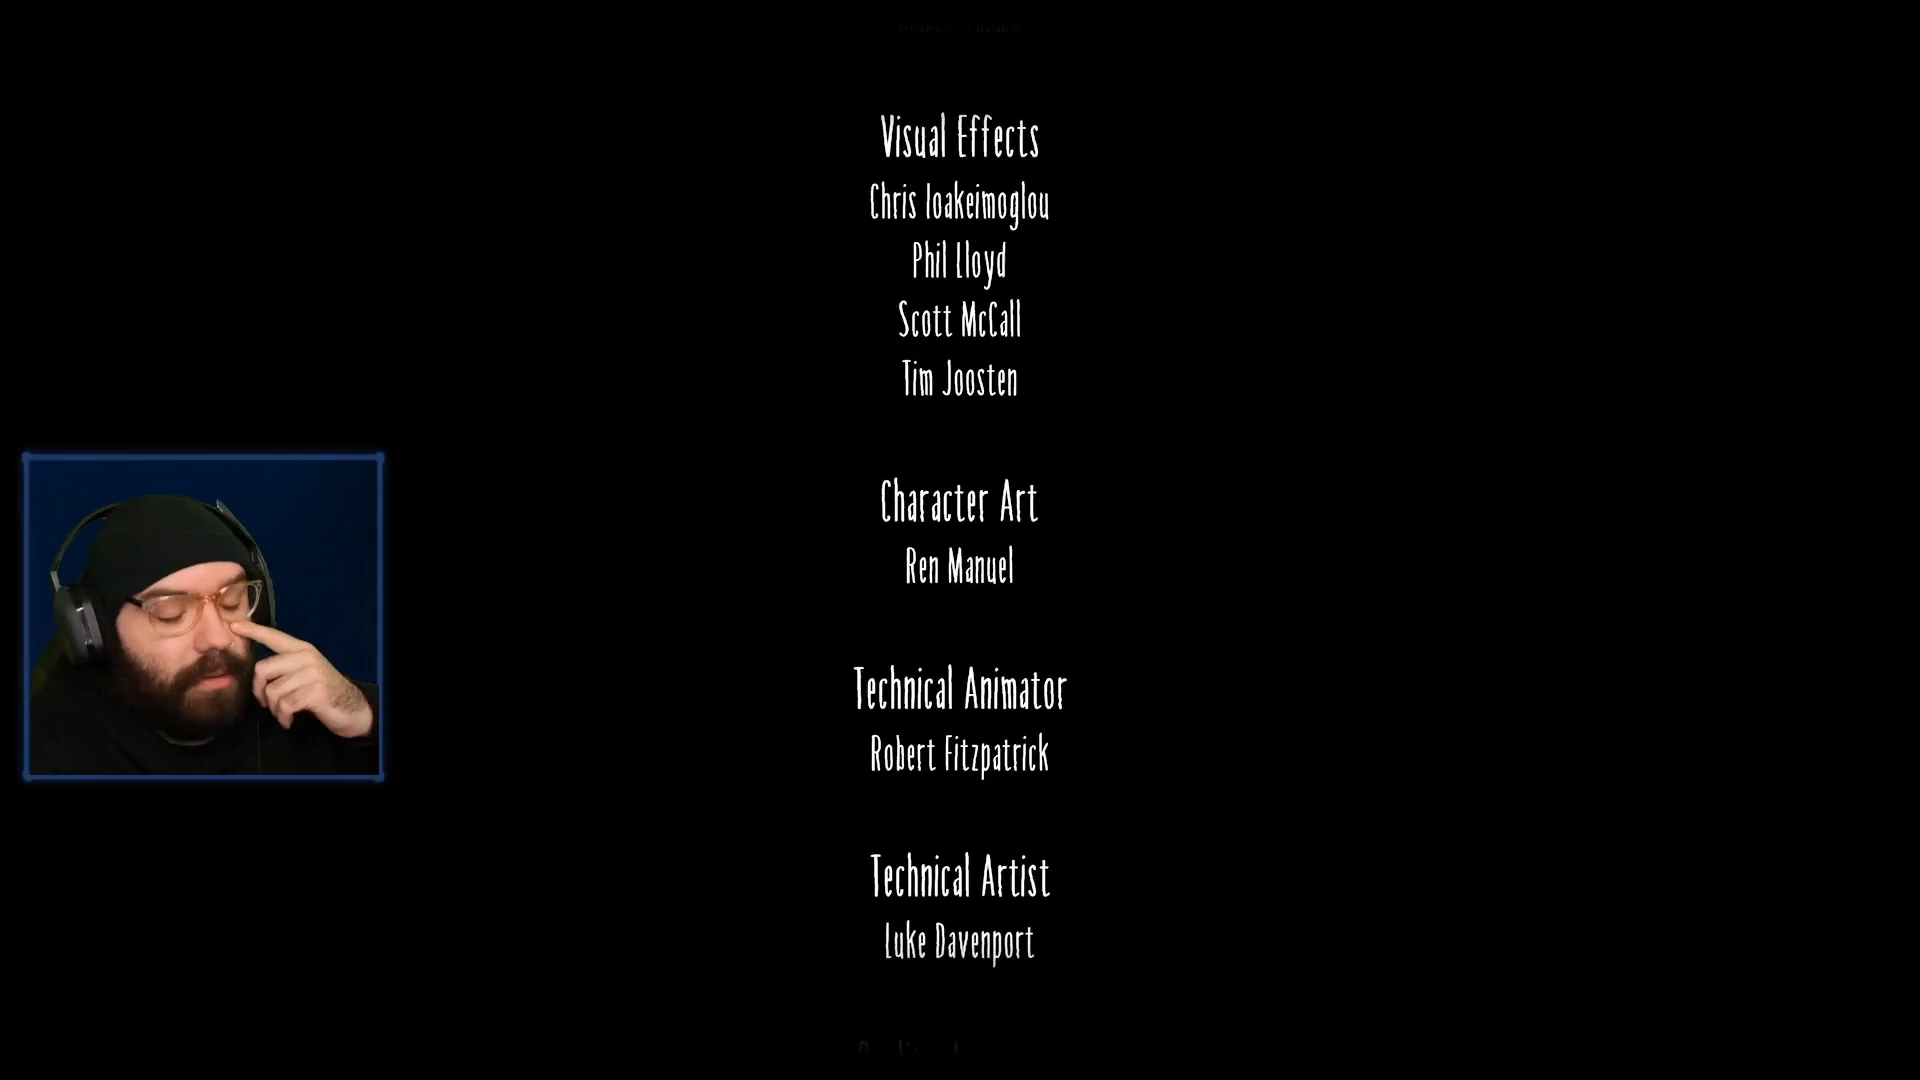 Visual Effects
Chris Ioakeimoglou
Phil Lloyd
Scott McCall
Tim Joosten
Character Art
Ren Manuel
Technical Animator
Robert Fitzpatrick
Technical Artist
Luke Davenport